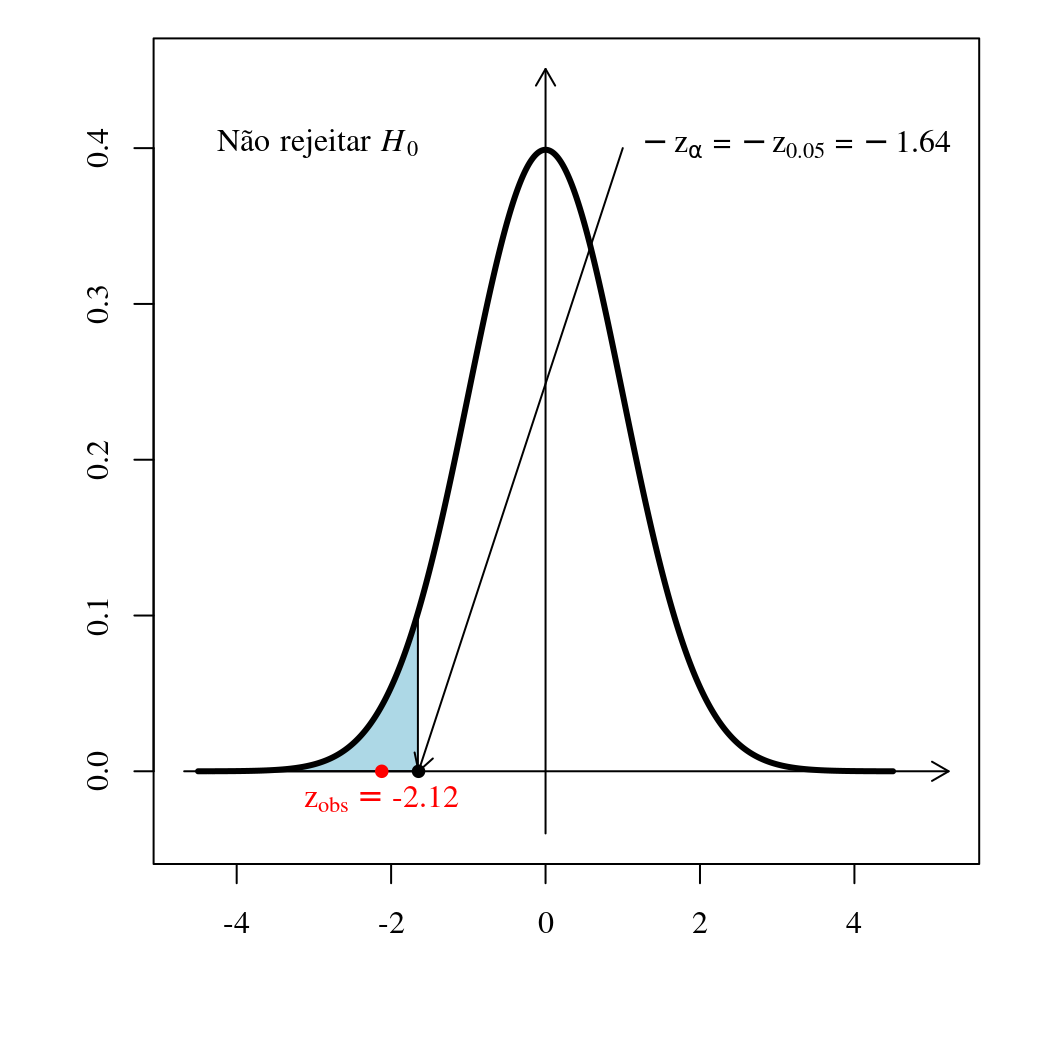 Não rejeitar H₀
− zα = − z0.05 = − 1.64
0.4
0.3
0.2
0.1
0.0
zobs = -2.12
-4 -2 0 2 4